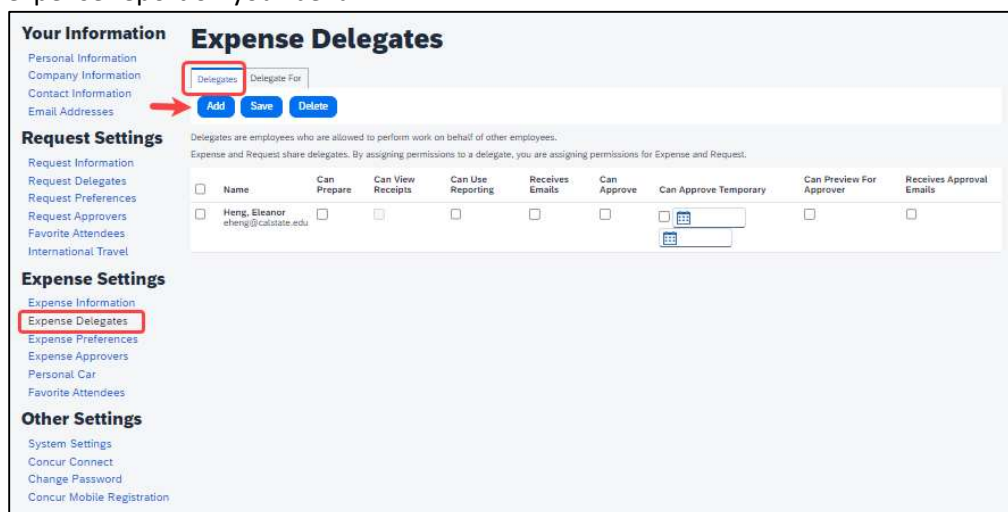 Your Information
Personal Information
Company Information
Contact Information
Email Addresses
Request Settings
Request Information
Request Delegates
Request Preferences
Request Approvers
Favorite Attendees
International Travel
Expense Settings
Expense Information
Expense Delegates
Expense Preferences
Expense Approvers
Personal Car
Favorite Attendees
Other Settings
System Settings
Concur Connect
Change Password
Concur Mobile Registration
Expense Delegates
Delegates Delegate For
Add Save Delete
Delegates are employees who are allowed to perform work on behalf of other employees.
Expense and Request share delegates. By assigning permissions to a delegate, you are assigning permissions for Expense and Request.
Name Can Prepare Can View Receipts Can Use Reporting Receives Emails Can Approve Can Approve Temporary Can Preview For Approver Receives Approval Emails
Heng, Eleanor
eheng@calstate.edu